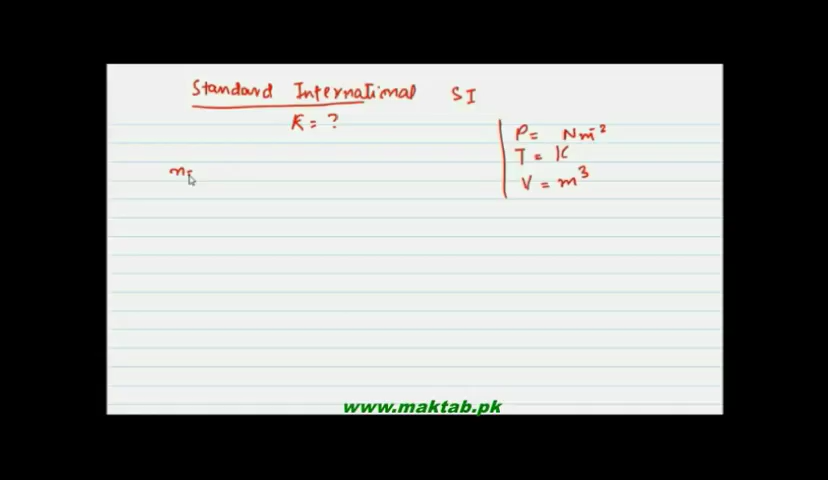 Standard International SI
R = ?
P = Nm⁻²
T = K
V = m³
n=
www.maktab.pk